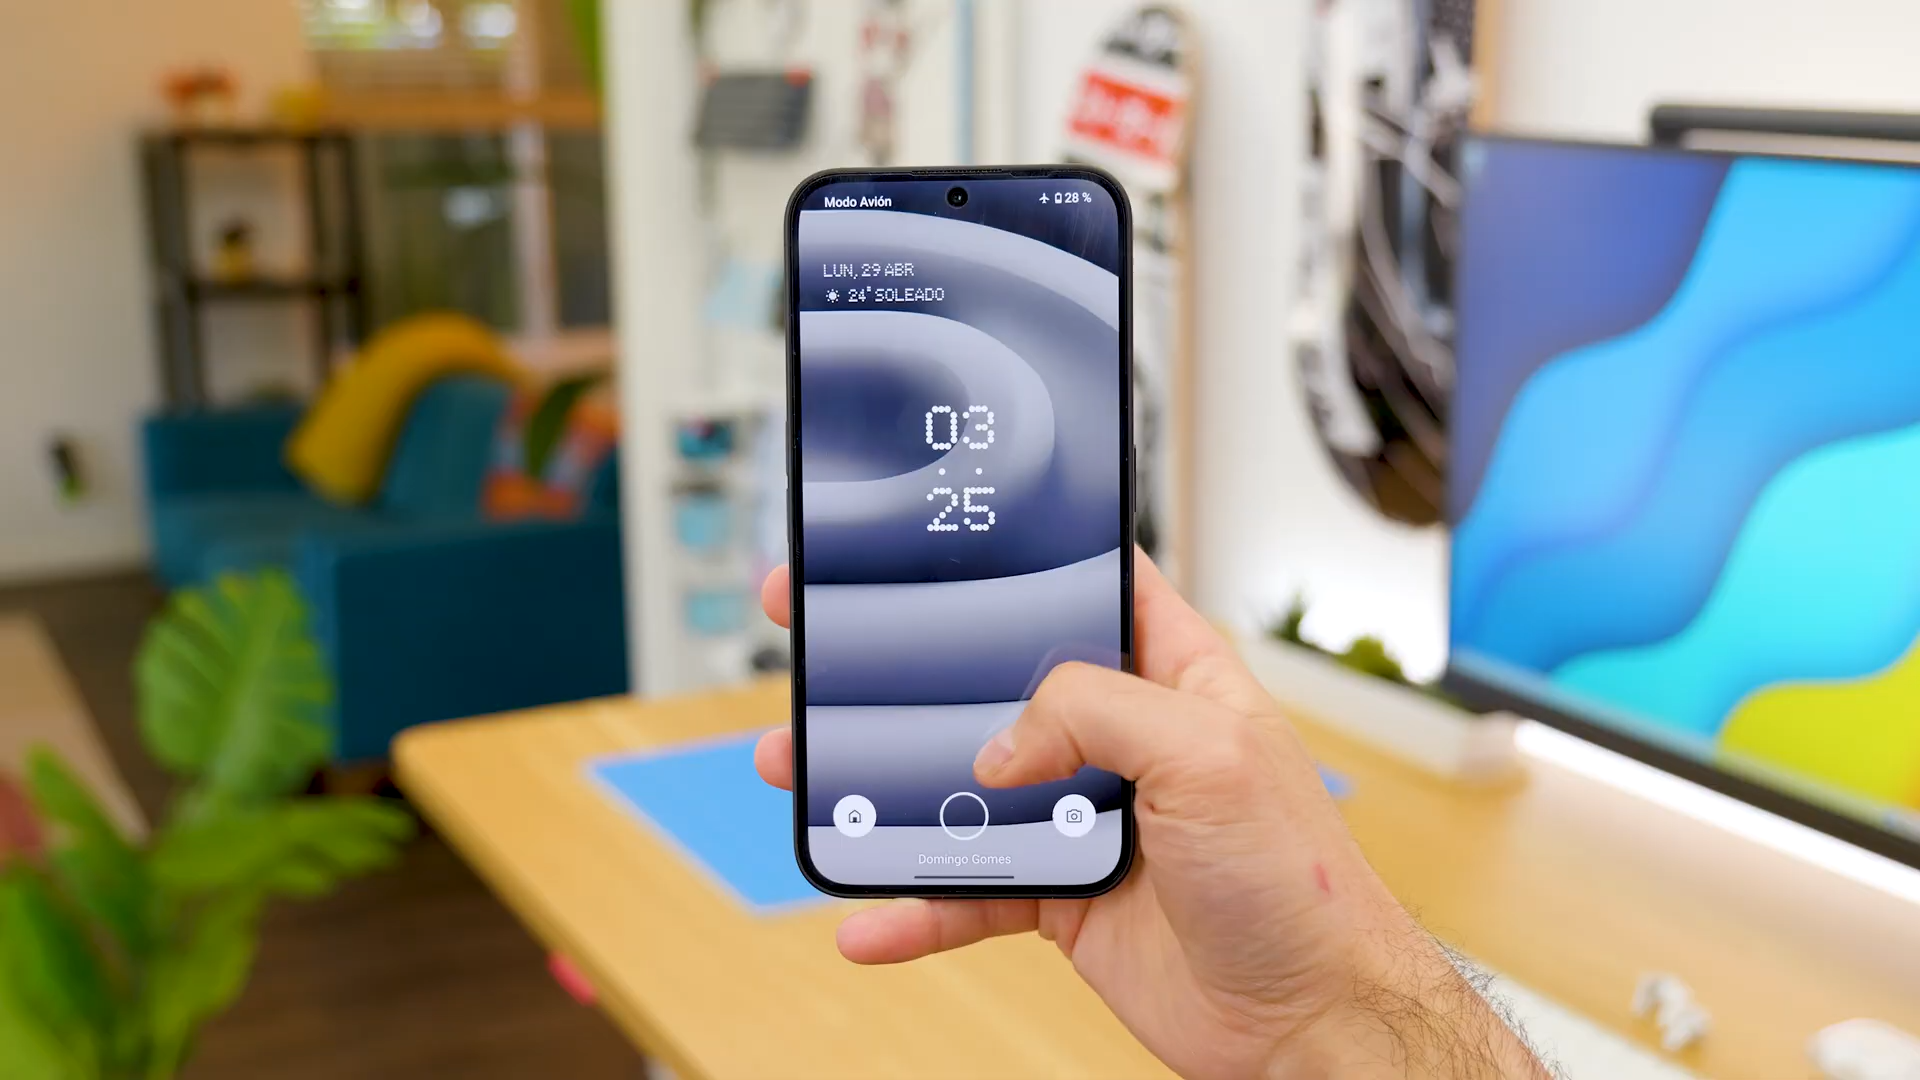 Modo Avión
28 %
LUN, 29 ABR
24° SOLEADO
03
25
Domingo Gomes